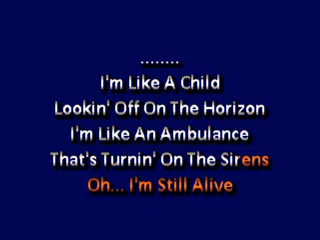 ........
I'm Like A Child
Lookin' Off On The Horizon
I'm Like An Ambulance
That's Turnin' On The Sirens
Oh... I'm Still Alive